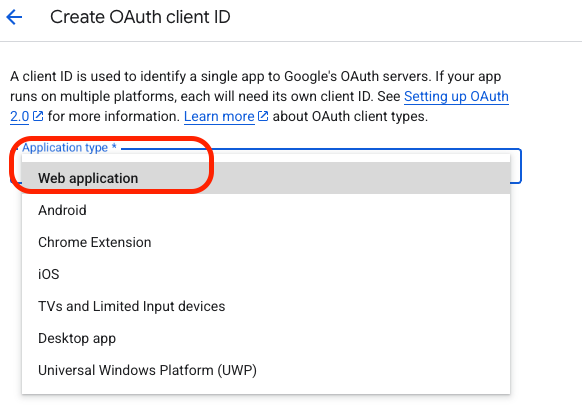 Create OAuth client ID
A client ID is used to identify a single app to Google's OAuth servers. If your app
runs on multiple platforms, each will need its own client ID. See Setting up OAuth
2.0 for more information. Learn more about OAuth client types.
Application type *
Web application
Android
Chrome Extension
iOS
TVs and Limited Input devices
Desktop app
Universal Windows Platform (UWP)